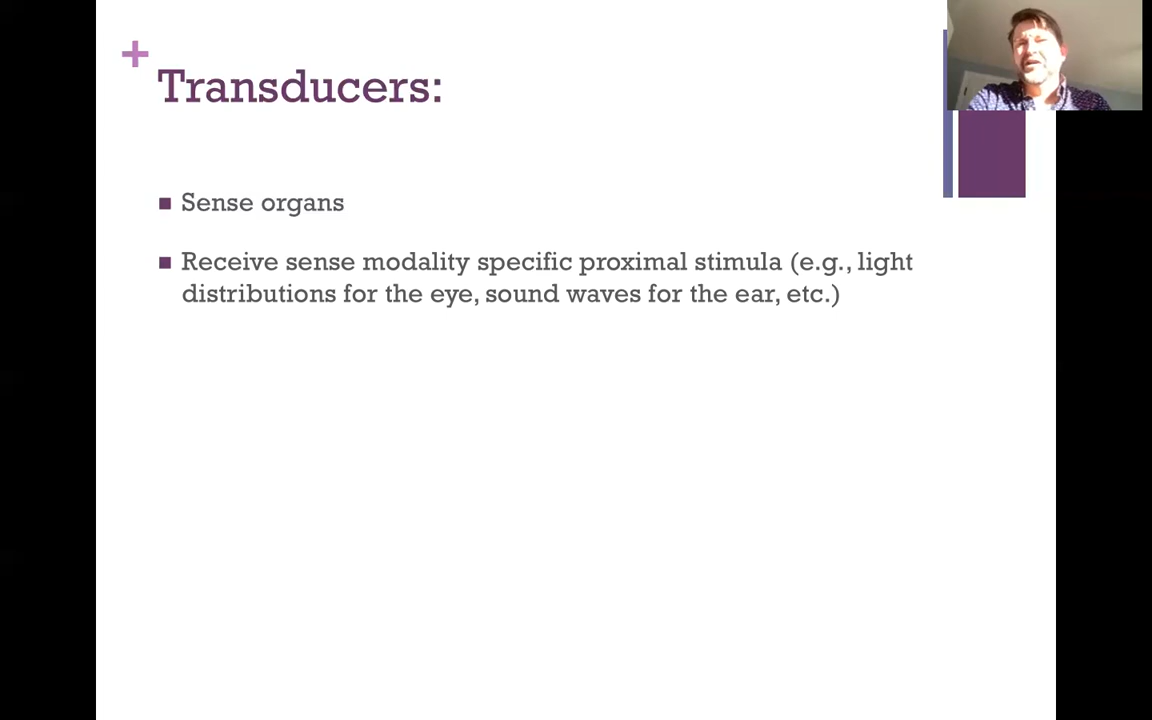 +
Transducers:
■ Sense organs
■ Receive sense modality specific proximal stimula (e.g., light
distributions for the eye, sound waves for the ear, etc.)